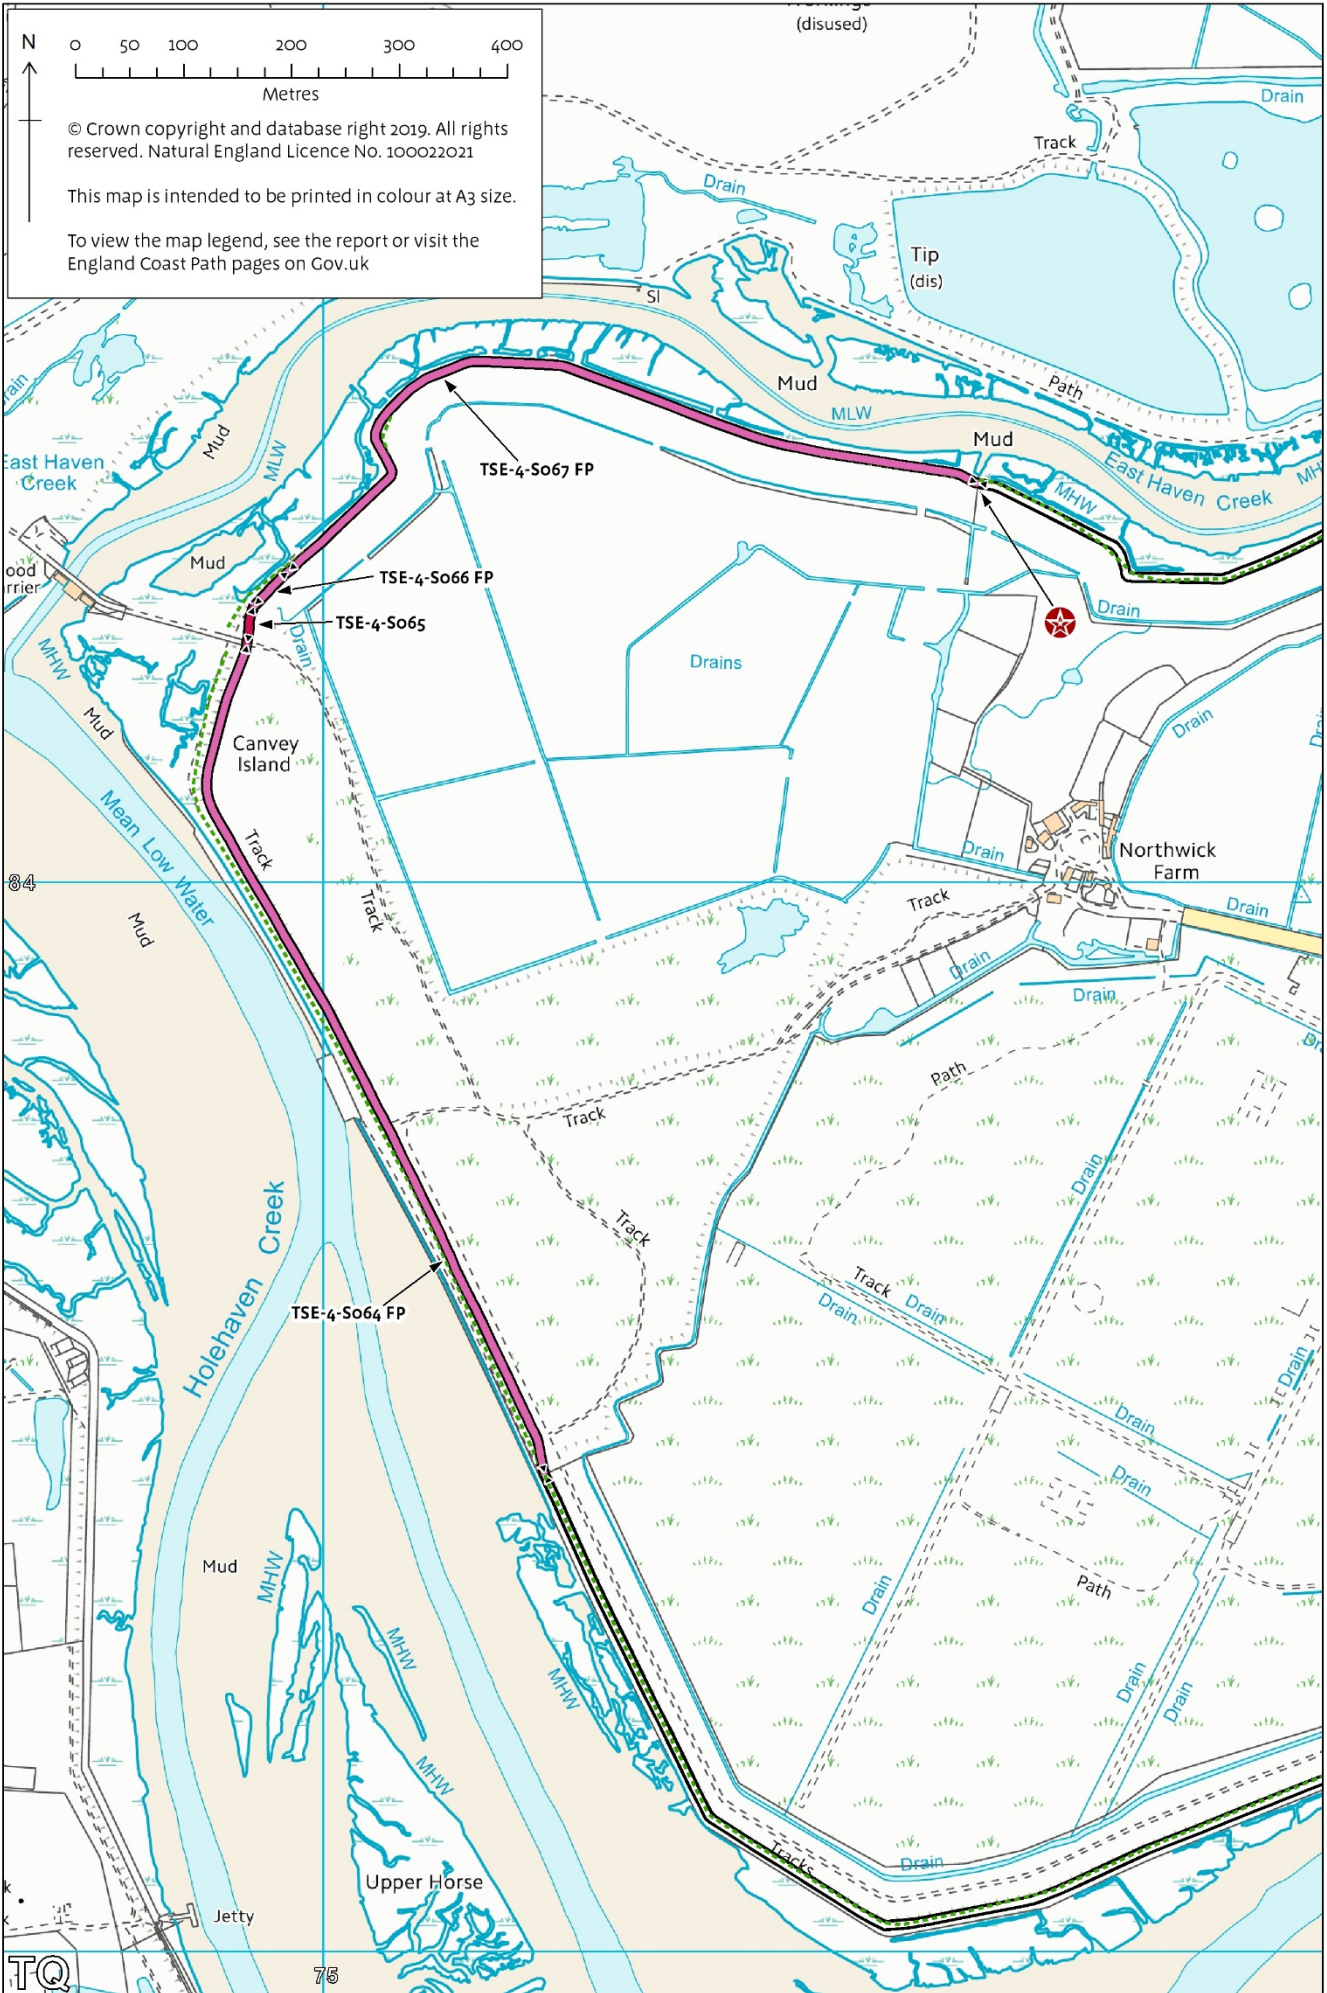 N
0 50 100 200 300 400
Metres
© Crown copyright and database right 2019. All rights
reserved. Natural England Licence No. 100022021
This map is intended to be printed in colour at A3 size.
To view the map legend, see the report or visit the
England Coast Path pages on Gov.uk
(disused)
Drain
Track
Drain
Tip
(dis)
Sl
Mud
Path
MLW
Mud
Mud
MLW
East Haven
Creek
TSE-4-S067 FP
East Haven Creek
MHW
Mud
TSE-4-S066 FP
TSE-4-S065
Drain
Drain
MHW
Drains
Mud
Drain
Canvey
Island
Mean Low Water
Track
Drain
Northwick
Farm
84
Mud
Track
Track
Drain
Drain
Drain
Path
Track
Drain
Holehaven Creek
Track
Track
Drain
Drain
TSE-4-S064 FP
Drain
Drain
Drain
Mud
MHW
Drain
Path
MHW
MHW
Drain
Drain
MHW
Tracks
Drain
Upper Horse
Jetty
TQ
75